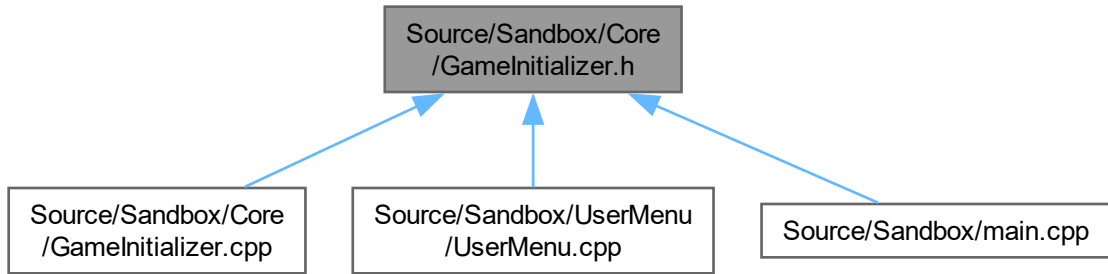 Source/Sandbox/Core
/GameInitializer.h
Source/Sandbox/Core
/GameInitializer.cpp
Source/Sandbox/UserMenu
/UserMenu.cpp
Source/Sandbox/main.cpp